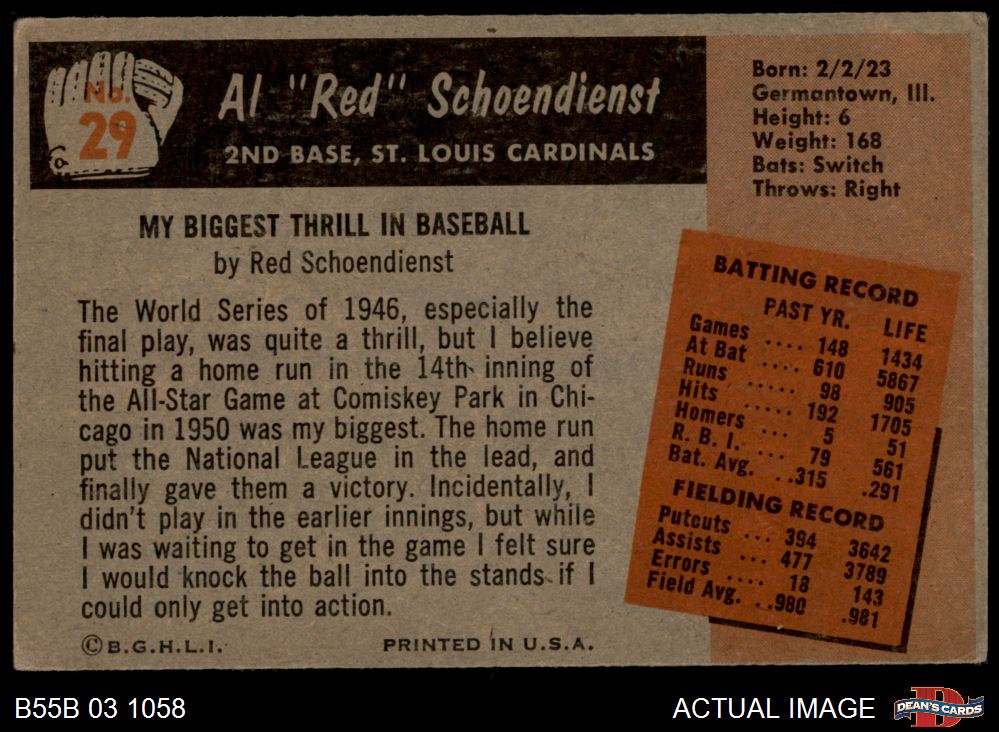 No.
29
Al "Red" Schoendienst
2ND BASE, ST. LOUIS CARDINALS
Born: 2/2/23
Germantown, Ill.
Height: 6
Weight: 168
Bats: Switch
Throws: Right
MY BIGGEST THRILL IN BASEBALL
by Red Schoendienst
The World Series of 1946, especially the
final play, was quite a thrill, but I believe
hitting a home run in the 14th inning of
the All-Star Game at Comiskey Park in Chi-
cago in 1950 was my biggest. The home run
put the National League in the lead, and
finally gave them a victory. Incidentally, I
didn't play in the earlier innings, but while
I was waiting to get in the game I felt sure
I would knock the ball into the stands if I
could only get into action.
BATTING RECORD
PAST YR. LIFE
Games .... 148 1434
At Bat .... 610 5867
Runs ..... 98 905
Hits ..... 192 1705
Homers ... 5 51
R. B. I. ... 79 561
Bat. Avg. ...315 .291
FIELDING RECORD
Putouts ... 394 3642
Assists ... 477 3789
Errors .... 18 143
Field Avg. ..980 .981
©B.G.H.L.I. PRINTED IN U.S.A.
B55B 03 1058 ACTUAL IMAGE DEAN'S CARDS